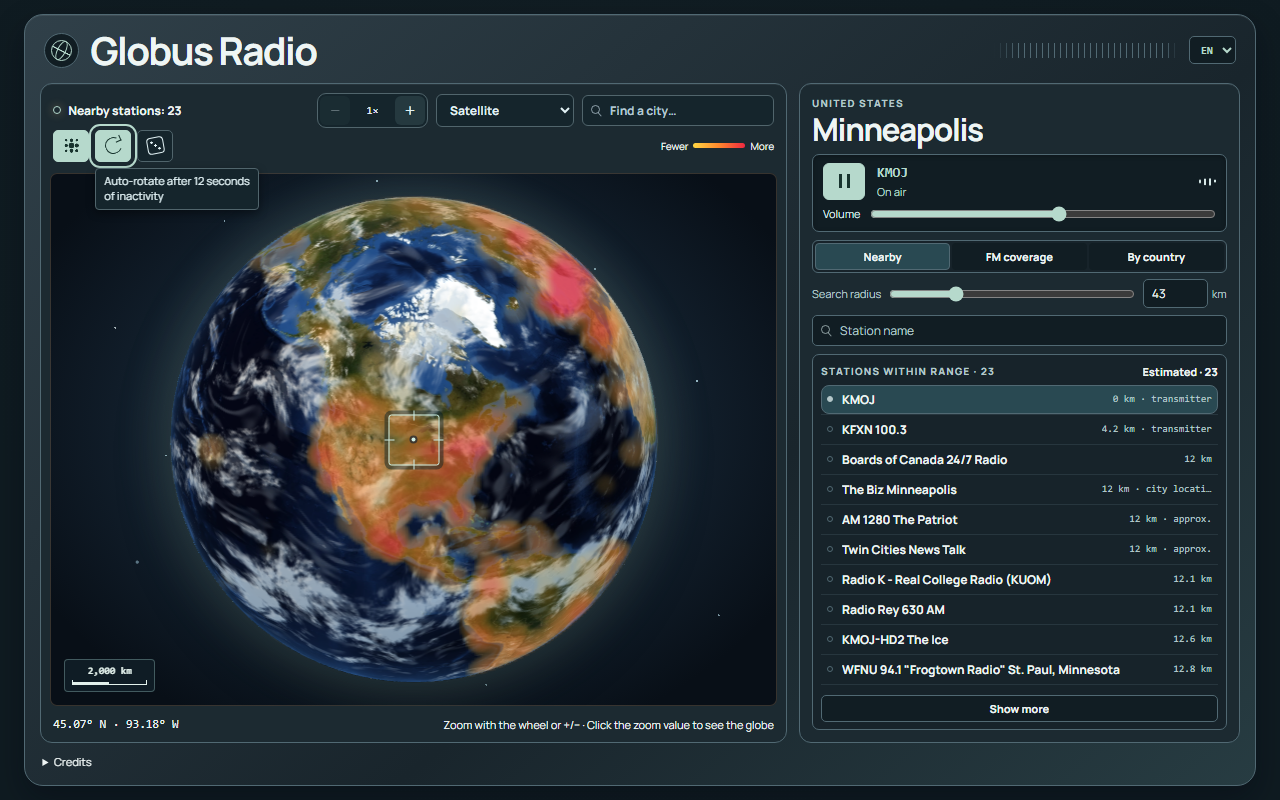 Globus Radio
EN
Nearby stations: 23
− 1× +
Satellite
Find a city…
Fewer More
Auto-rotate after 12 seconds
of inactivity
2,000 km
45.07° N · 93.18° W
Zoom with the wheel or +/− · Click the zoom value to see the globe
UNITED STATES
Minneapolis
KMOJ
On air
Volume
Nearby
FM coverage
By country
Search radius 43 km
Station name
STATIONS WITHIN RANGE · 23 Estimated · 23
KMOJ 0 km · transmitter
KFXN 100.3 4.2 km · transmitter
Boards of Canada 24/7 Radio 12 km
The Biz Minneapolis 12 km · city locati…
AM 1280 The Patriot 12 km · approx.
Twin Cities News Talk 12 km · approx.
Radio K - Real College Radio (KUOM) 12.1 km
Radio Rey 630 AM 12.1 km
KMOJ-HD2 The Ice 12.6 km
WFNU 94.1 "Frogtown Radio" St. Paul, Minnesota 12.8 km
Show more
Credits